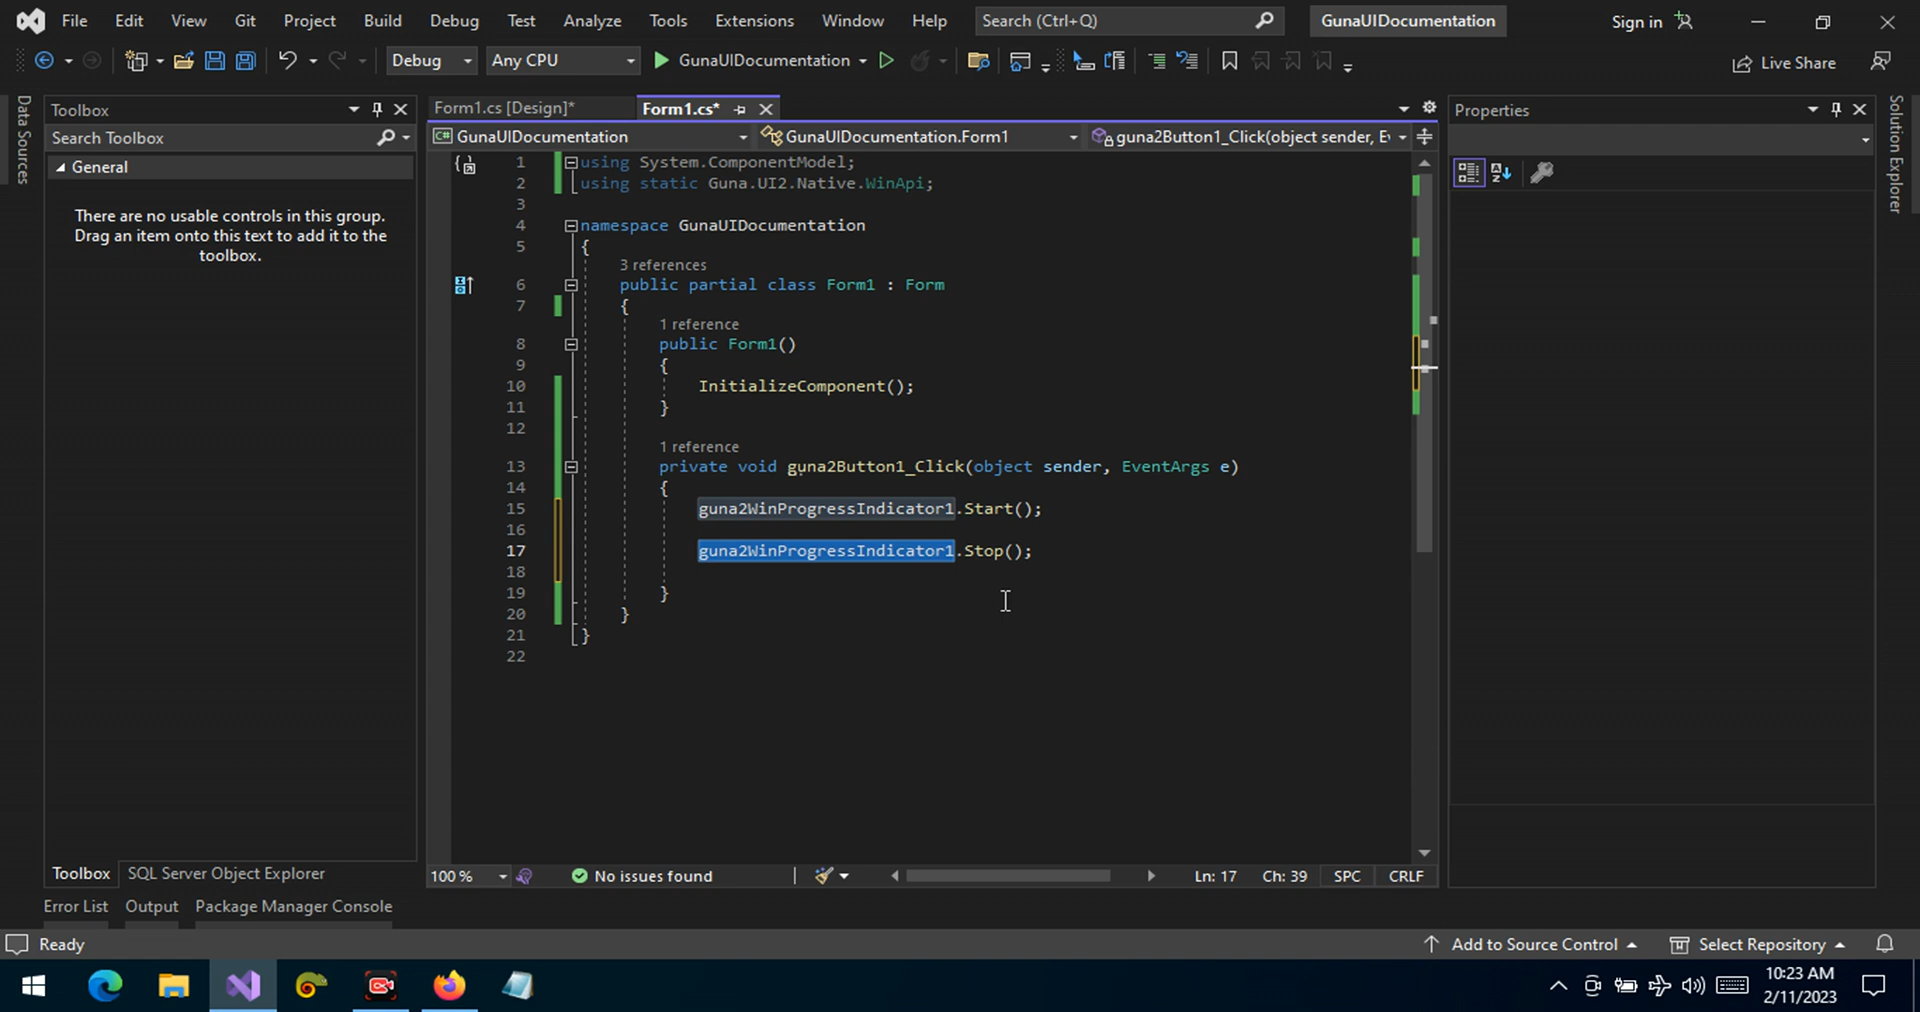 File Edit View Git Project Build Debug Test Analyze Tools Extensions Window Help Search (Ctrl+Q) GunaUIDocumentation Sign in
Debug Any CPU GunaUIDocumentation Live Share
Data Sources
Toolbox
Search Toolbox
General
There are no usable controls in this group.
Drag an item onto this text to add it to the
toolbox.
Form1.cs [Design]* Form1.cs*
GunaUIDocumentation GunaUIDocumentation.Form1 guna2Button1_Click(object sender, Ev
1 using System.ComponentModel;
2 using static Guna.UI2.Native.WinApi;
3
4 namespace GunaUIDocumentation
5 {
3 references
6 public partial class Form1 : Form
7 {
1 reference
8 public Form1()
9 {
10 InitializeComponent();
11 }
12
1 reference
13 private void guna2Button1_Click(object sender, EventArgs e)
14 {
15 guna2WinProgressIndicator1.Start();
16
17 guna2WinProgressIndicator1.Stop();
18
19 }
20 }
21 }
22
Properties
Solution Explorer
Toolbox SQL Server Object Explorer
100 % No issues found Ln: 17 Ch: 39 SPC CRLF
Error List Output Package Manager Console
Ready Add to Source Control Select Repository
10:23 AM
2/11/2023